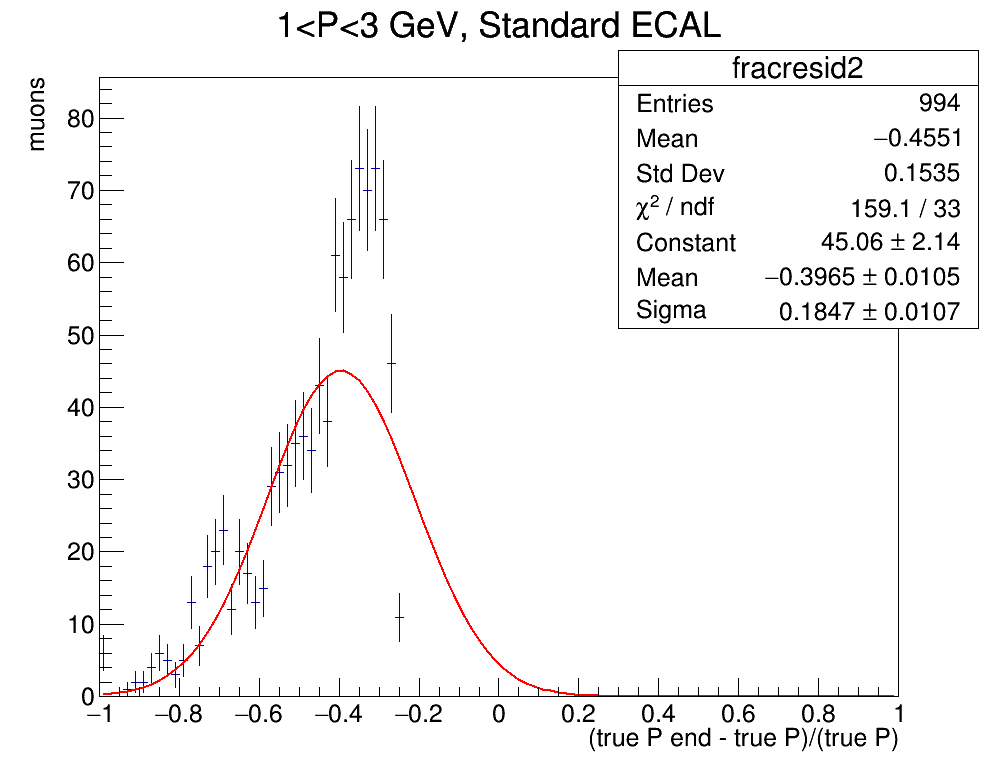 1<P<3 GeV, Standard ECAL
fracresid2
Entries 994
Mean −0.4551
Std Dev 0.1535
χ² / ndf 159.1 / 33
Constant 45.06 ± 2.14
Mean −0.3965 ± 0.0105
Sigma 0.1847 ± 0.0107
muons
80
70
60
50
40
30
20
10
0
−1 −0.8 −0.6 −0.4 −0.2 0 0.2 0.4 0.6 0.8 1
(true P end - true P)/(true P)